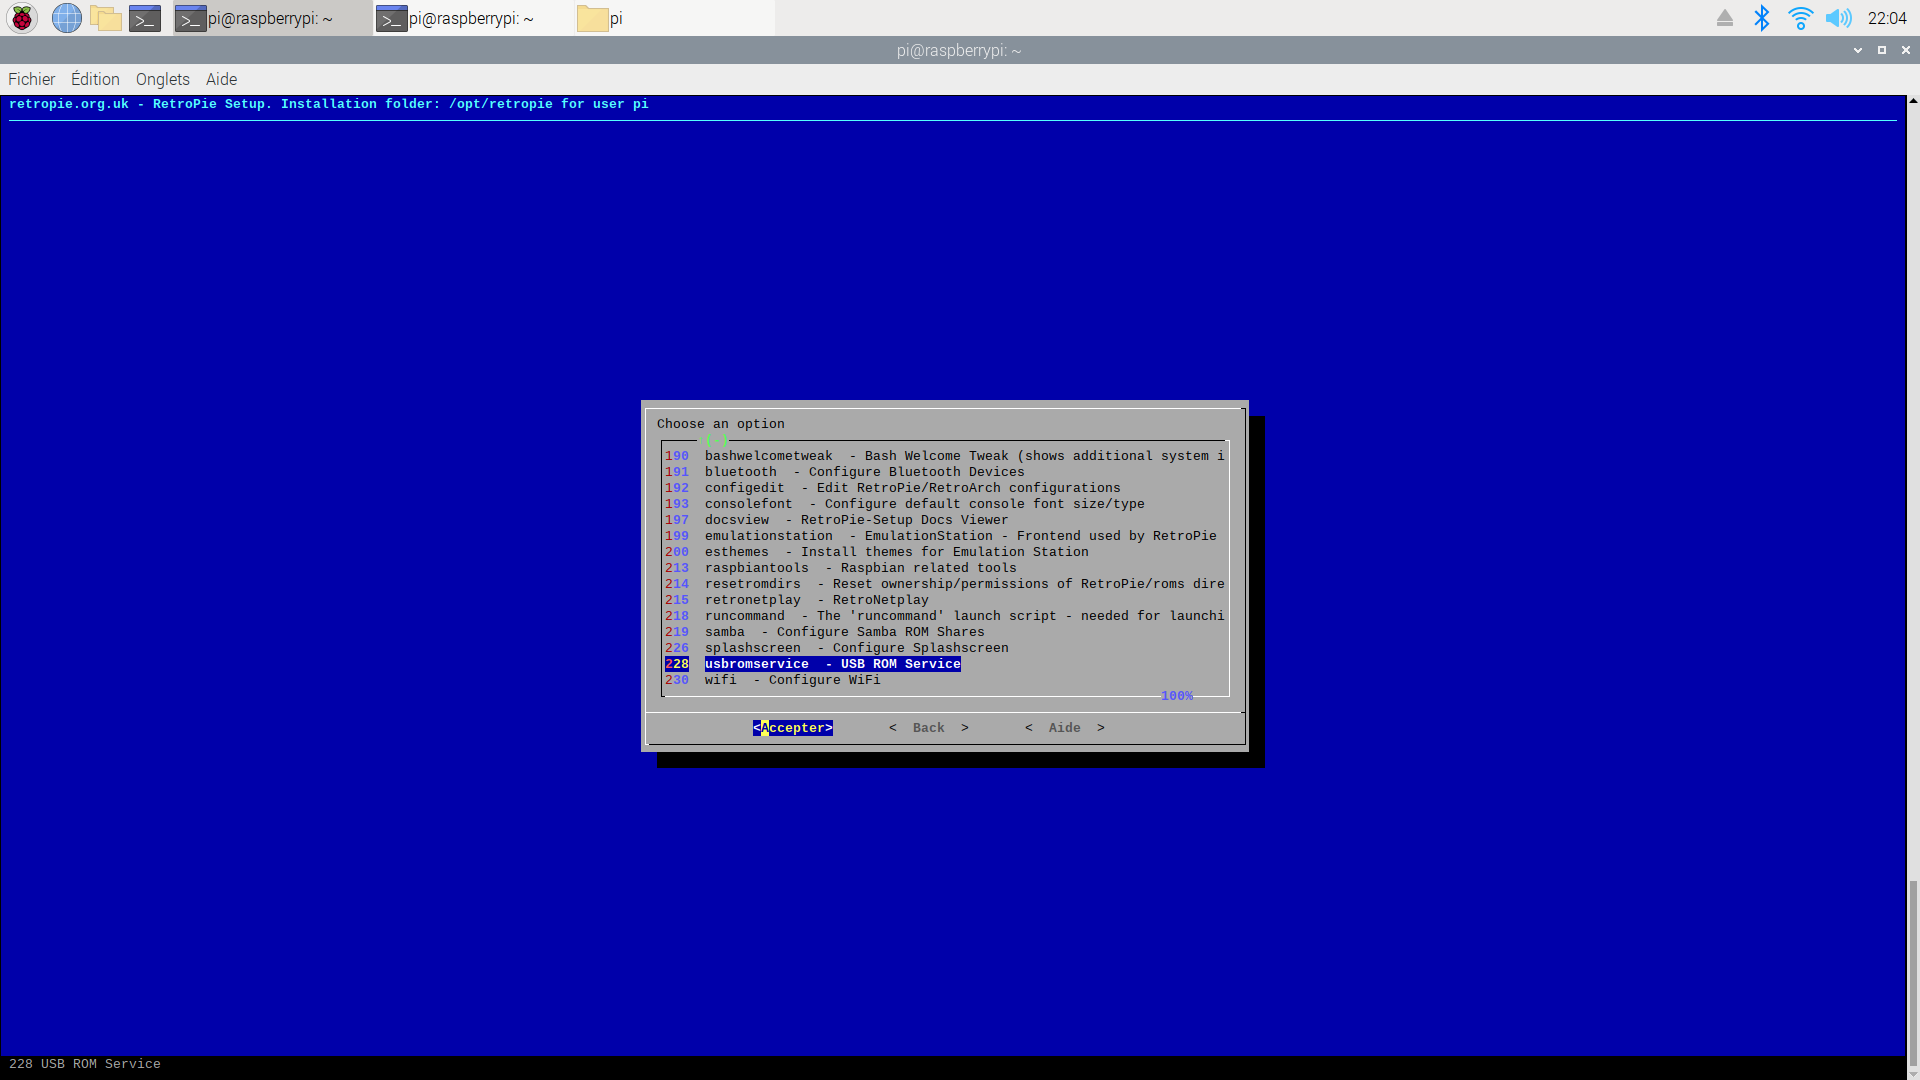 pi@raspberrypi: ~ pi@raspberrypi: ~ pi 22:04
pi@raspberrypi: ~
Fichier Édition Onglets Aide
retropie.org.uk - RetroPie Setup. Installation folder: /opt/retropie for user pi
Choose an option
(-)
190 bashwelcometweak - Bash Welcome Tweak (shows additional system i
191 bluetooth - Configure Bluetooth Devices
192 configedit - Edit RetroPie/RetroArch configurations
193 consolefont - Configure default console font size/type
197 docsview - RetroPie-Setup Docs Viewer
199 emulationstation - EmulationStation - Frontend used by RetroPie
200 esthemes - Install themes for Emulation Station
213 raspbiantools - Raspbian related tools
214 resetromdirs - Reset ownership/permissions of RetroPie/roms dire
215 retronetplay - RetroNetplay
218 runcommand - The 'runcommand' launch script - needed for launchi
219 samba - Configure Samba ROM Shares
226 splashscreen - Configure Splashscreen
228 usbromservice - USB ROM Service
230 wifi - Configure WiFi
100%
<Accepter> < Back > < Aide >
228 USB ROM Service